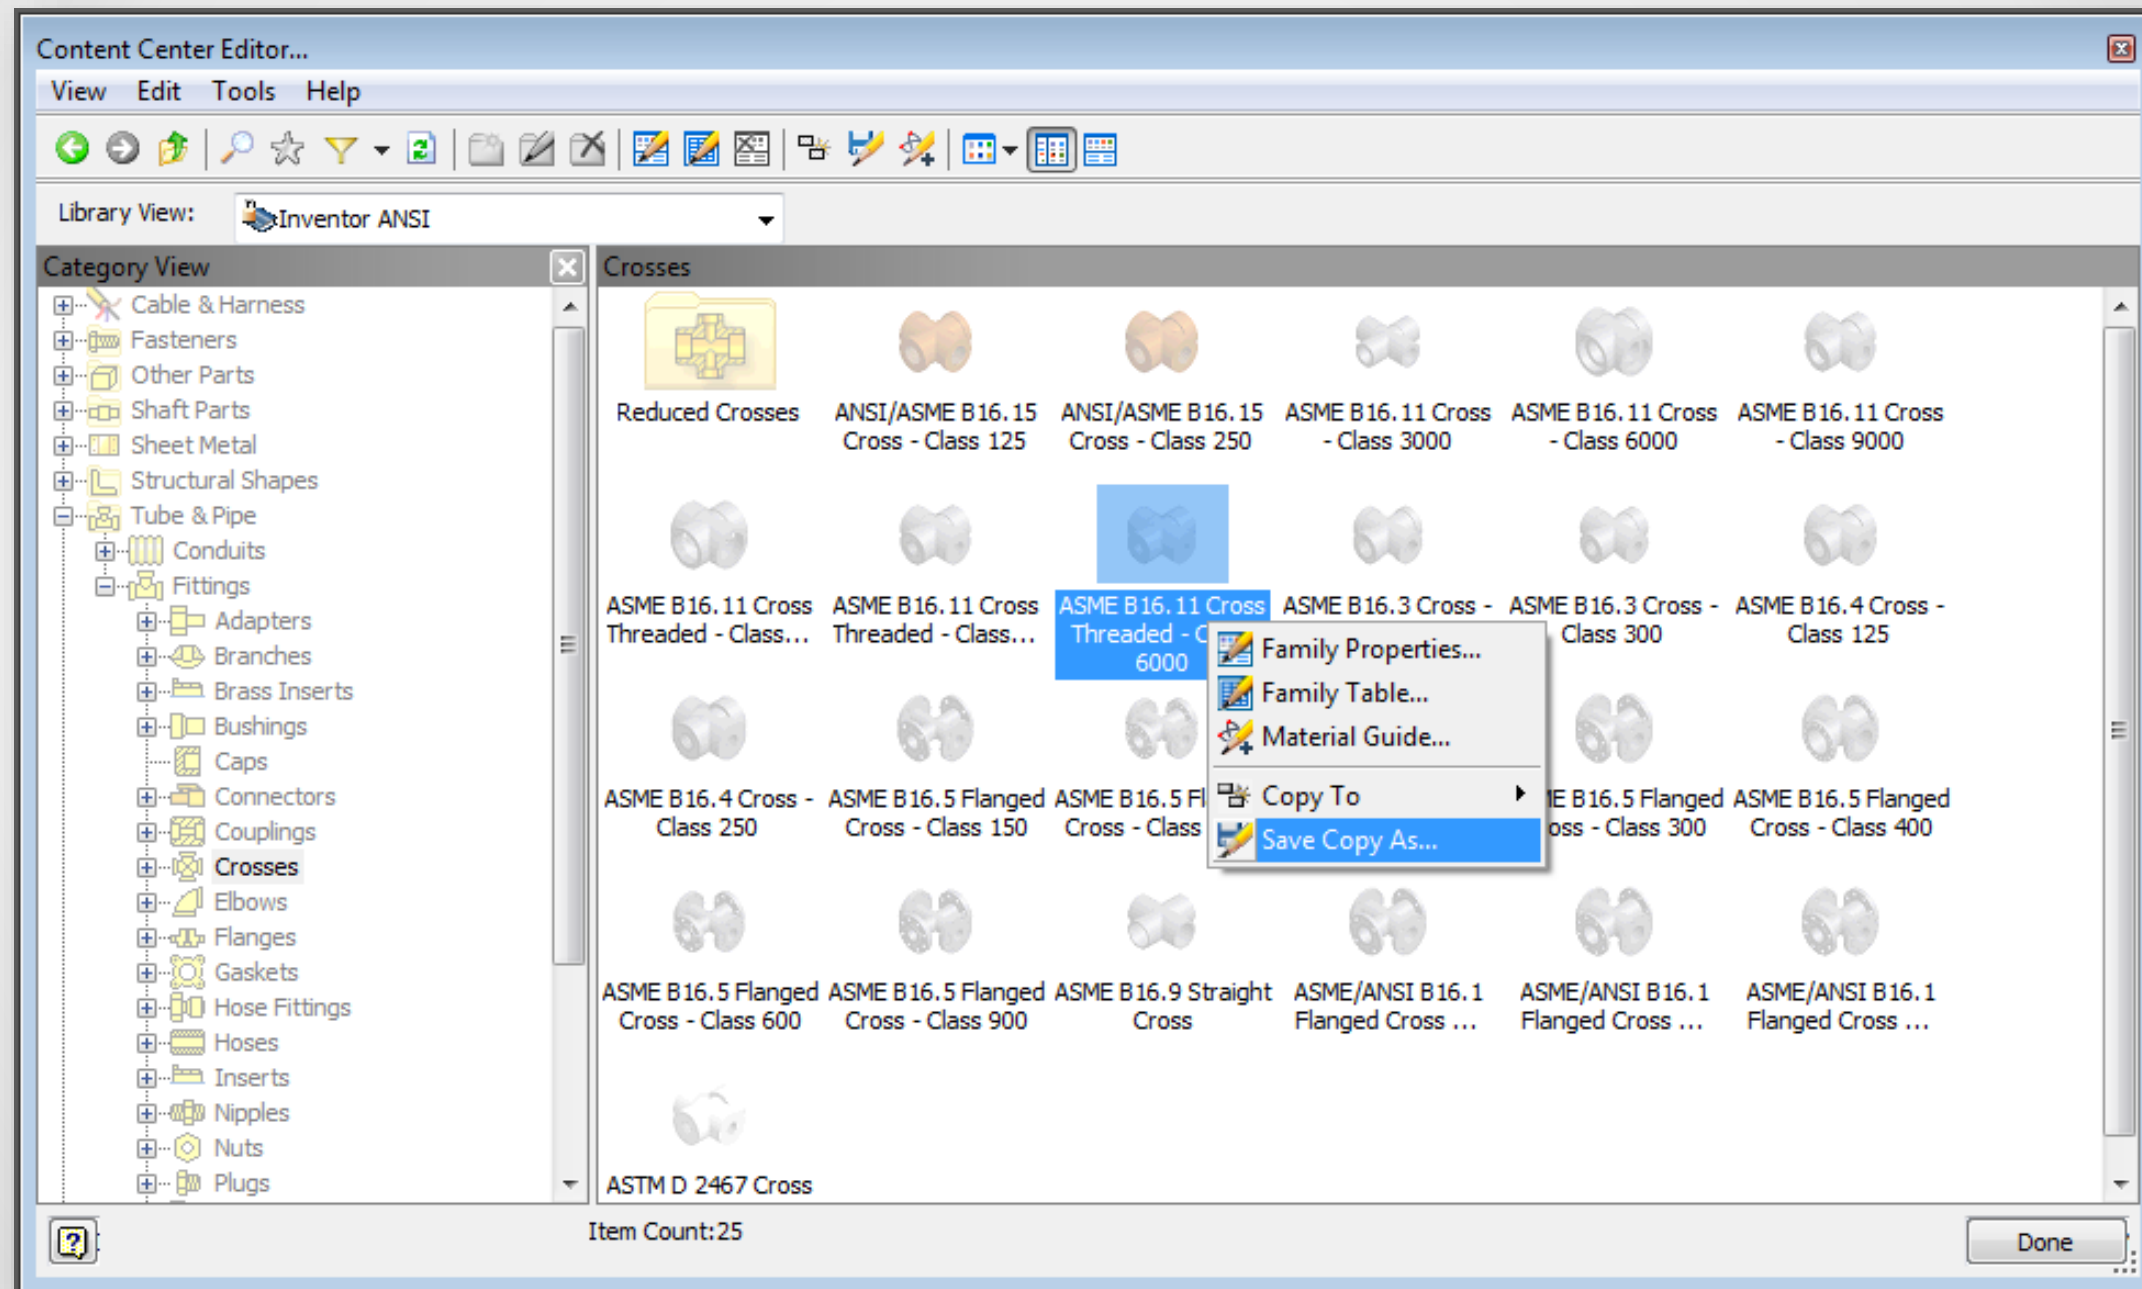 Content Center Editor...
View Edit Tools Help
Library View: Inventor ANSI
Category View
Cable & Harness
Fasteners
Other Parts
Shaft Parts
Sheet Metal
Structural Shapes
Tube & Pipe
Conduits
Fittings
Adapters
Branches
Brass Inserts
Bushings
Caps
Connectors
Couplings
Crosses
Elbows
Flanges
Gaskets
Hose Fittings
Hoses
Inserts
Nipples
Nuts
Plugs
Crosses
Reduced Crosses
ANSI/ASME B16.15
Cross - Class 125
ANSI/ASME B16.15
Cross - Class 250
ASME B16.11 Cross
- Class 3000
ASME B16.11 Cross
- Class 6000
ASME B16.11 Cross
- Class 9000
ASME B16.11 Cross
Threaded - Class...
ASME B16.11 Cross
Threaded - Class...
ASME B16.11 Cross
Threaded - C
6000
ASME B16.3 Cross -
ASME B16.3 Cross -
Class 300
ASME B16.4 Cross -
Class 125
Family Properties...
Family Table...
Material Guide...
Copy To
Save Copy As...
ASME B16.4 Cross -
Class 250
ASME B16.5 Flanged
Cross - Class 150
ASME B16.5 Fl
Cross - Class
E B16.5 Flanged
oss - Class 300
ASME B16.5 Flanged
Cross - Class 400
ASME B16.5 Flanged
Cross - Class 600
ASME B16.5 Flanged
Cross - Class 900
ASME B16.9 Straight
Cross
ASME/ANSI B16.1
Flanged Cross ...
ASME/ANSI B16.1
Flanged Cross ...
ASME/ANSI B16.1
Flanged Cross ...
ASTM D 2467 Cross
Item Count:25
Done